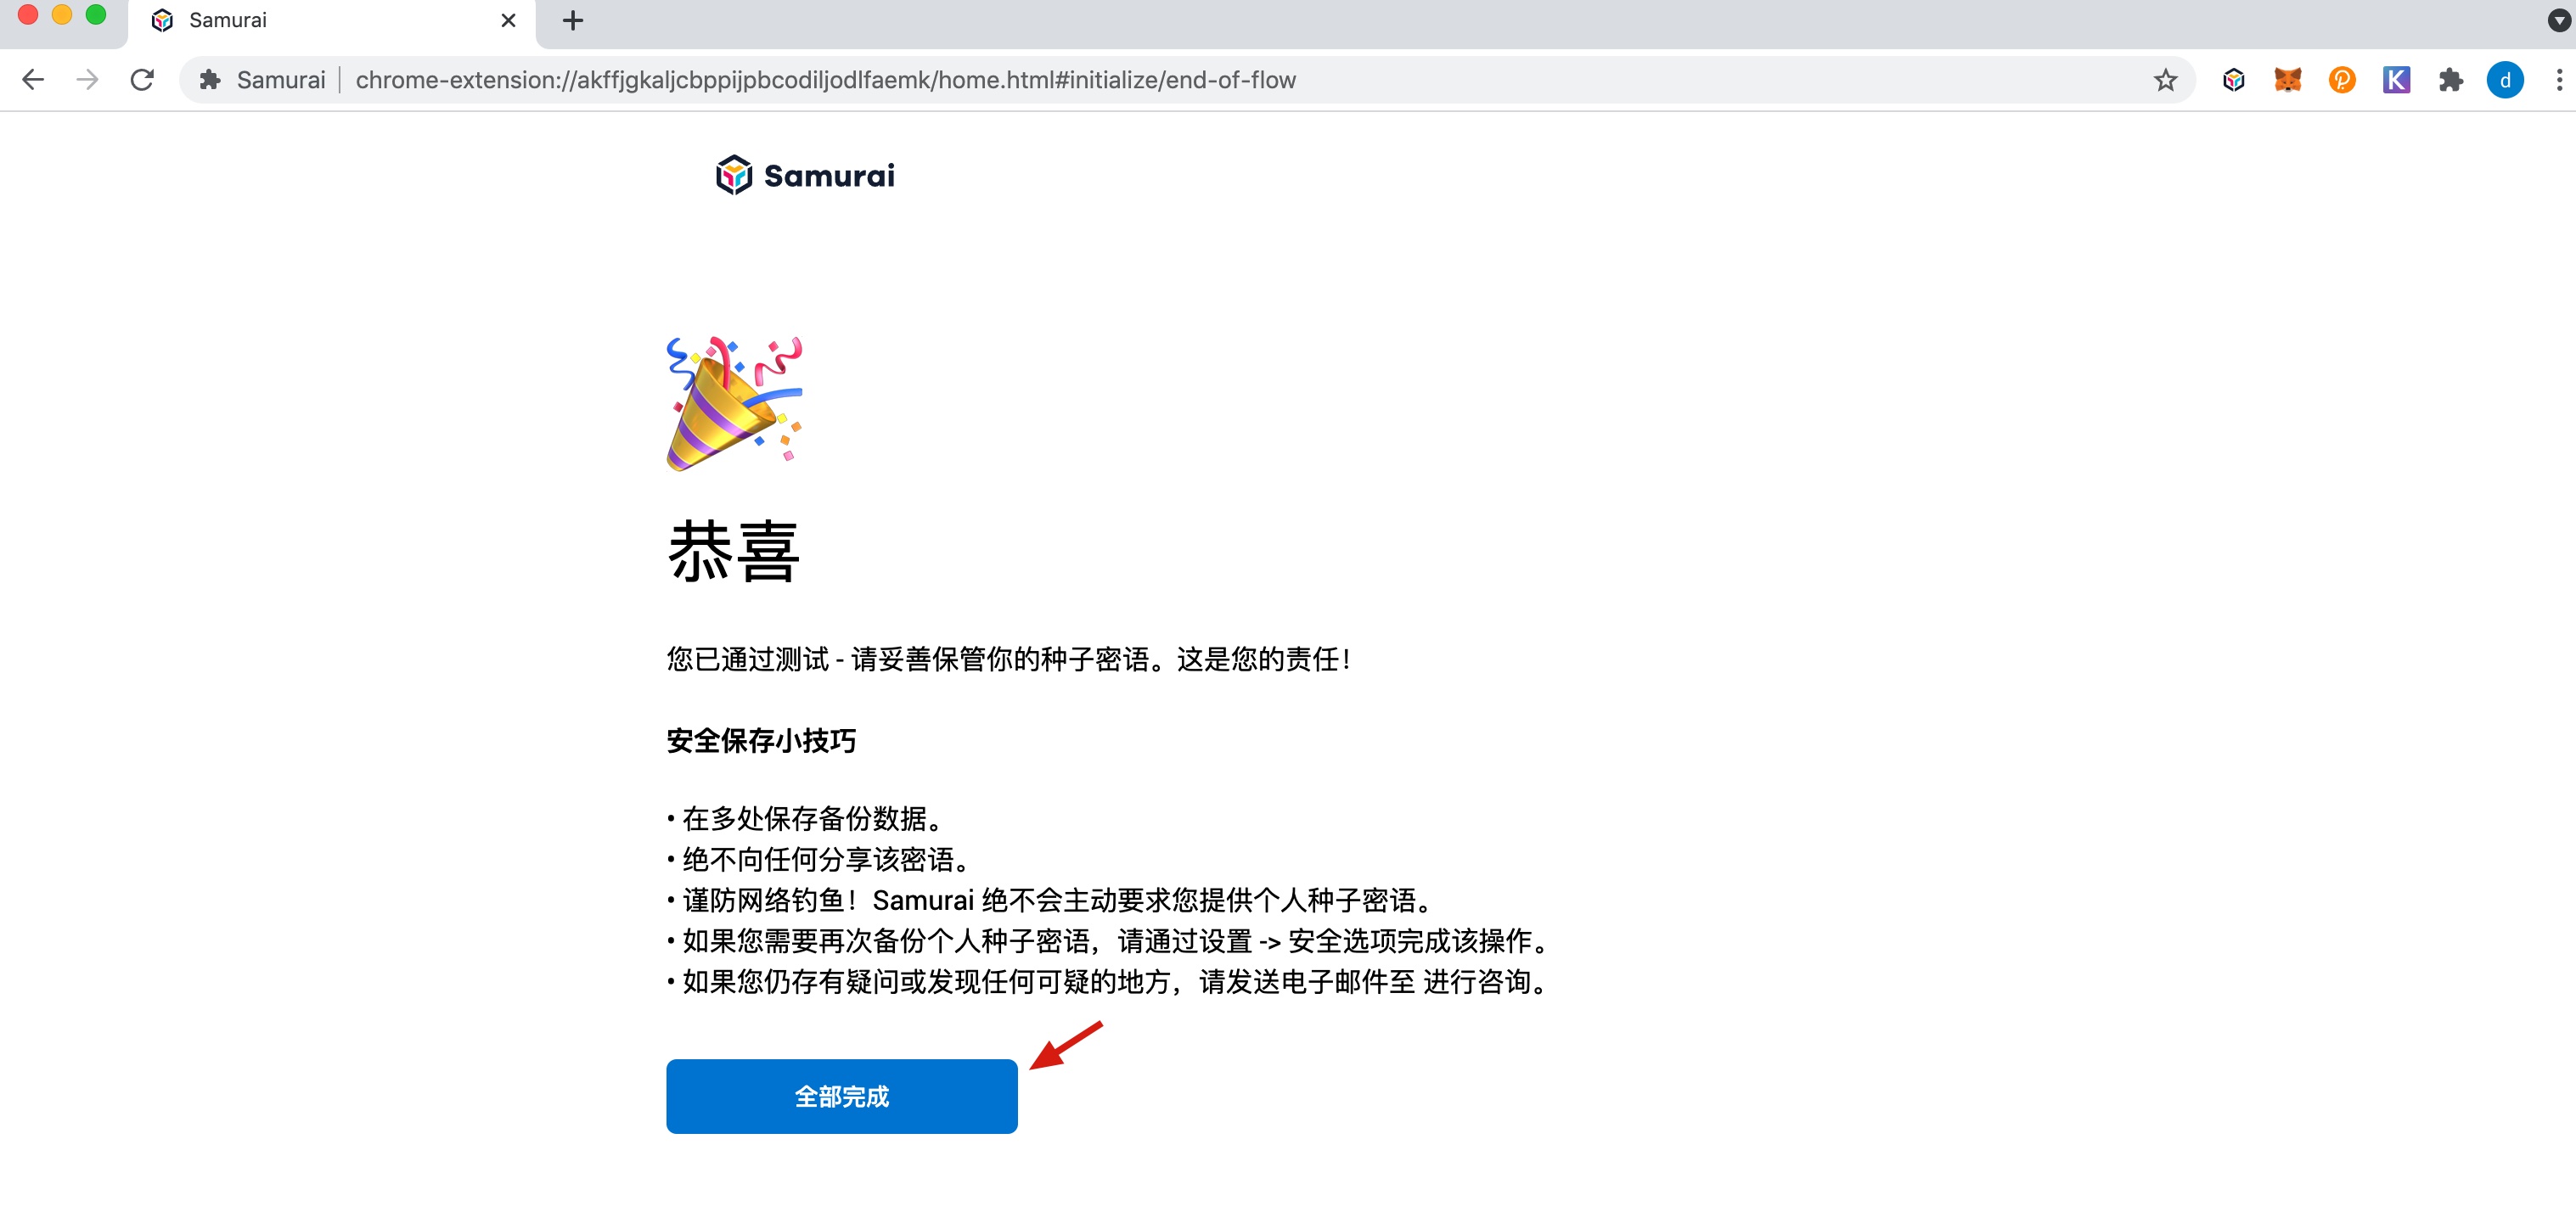 Samurai
Samurai | chrome-extension://akffjgkaljcbppijpbcodiljodlfaemk/home.html#initialize/end-of-flow
K
d
Samurai
恭喜
您已通过测试 - 请妥善保管你的种子密语。这是您的责任！
安全保存小技巧
• 在多处保存备份数据。
• 绝不向任何分享该密语。
• 谨防网络钓鱼！Samurai 绝不会主动要求您提供个人种子密语。
• 如果您需要再次备份个人种子密语，请通过设置 -> 安全选项完成该操作。
• 如果您仍存有疑问或发现任何可疑的地方，请发送电子邮件至 进行咨询。
全部完成